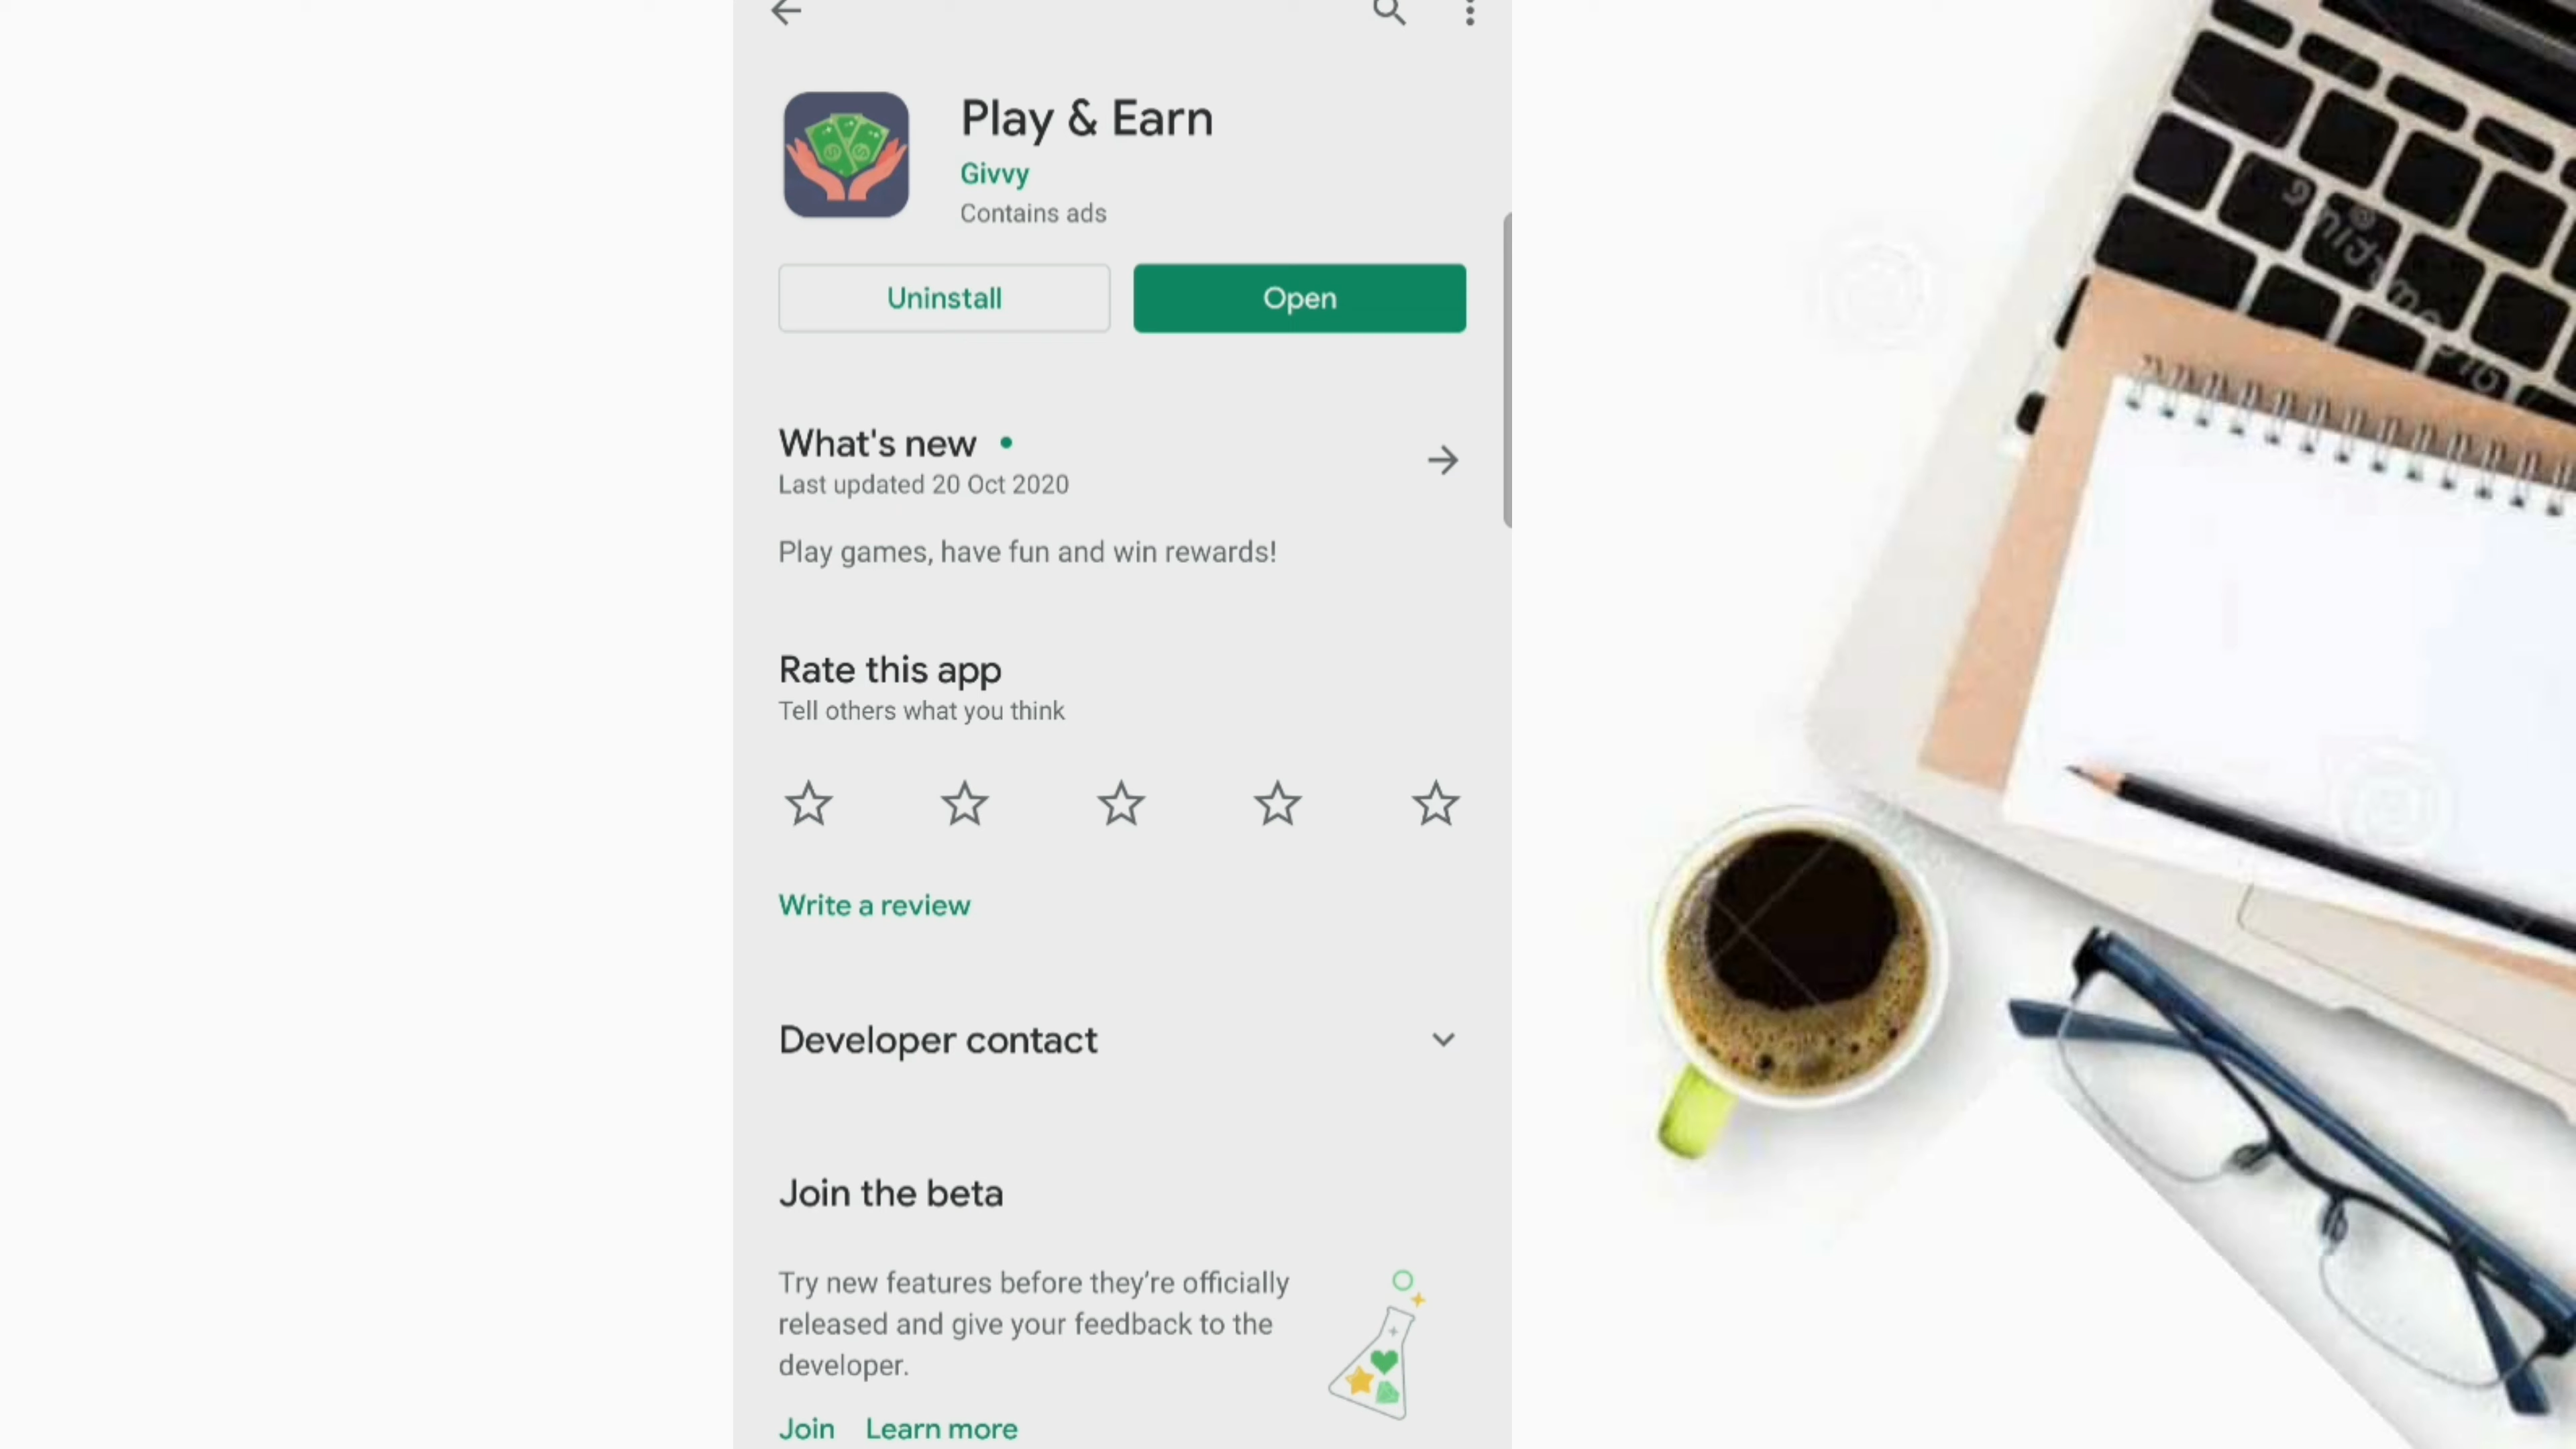 Play & Earn
Givvy
Contains ads
Uninstall
Open
What's new
Last updated 20 Oct 2020
Play games, have fun and win rewards!
Rate this app
Tell others what you think
Write a review
Developer contact
Join the beta
Try new features before they're officially
released and give your feedback to the
developer.
Join Learn more